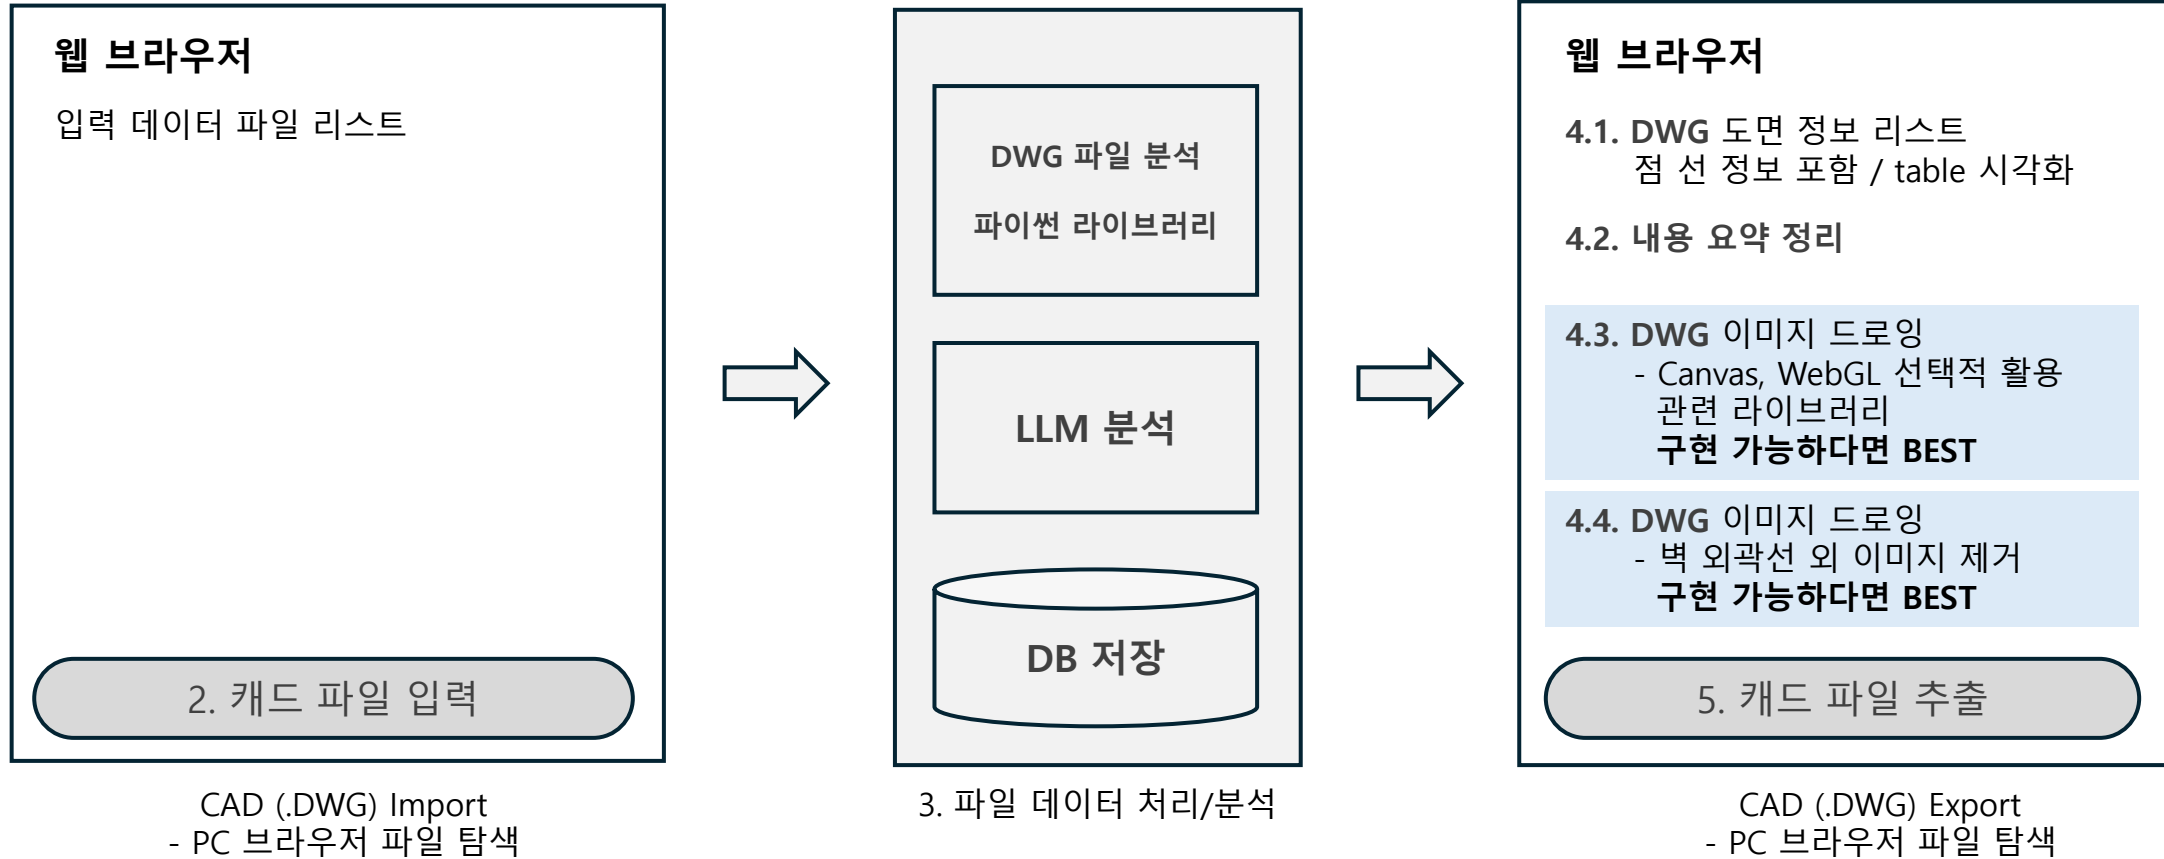 웹 브라우저
입력 데이터 파일 리스트
2. 캐드 파일 입력
CAD (.DWG) Import
- PC 브라우저 파일 탐색
DWG 파일 분석
파이썬 라이브러리
LLM 분석
DB 저장
3. 파일 데이터 처리/분석
웹 브라우저
4.1. DWG 도면 정보 리스트
점 선 정보 포함 / table 시각화
4.2. 내용 요약 정리
4.3. DWG 이미지 드로잉
- Canvas, WebGL 선택적 활용
관련 라이브러리
구현 가능하다면 BEST
4.4. DWG 이미지 드로잉
- 벽 외곽선 외 이미지 제거
구현 가능하다면 BEST
5. 캐드 파일 추출
CAD (.DWG) Export
- PC 브라우저 파일 탐색